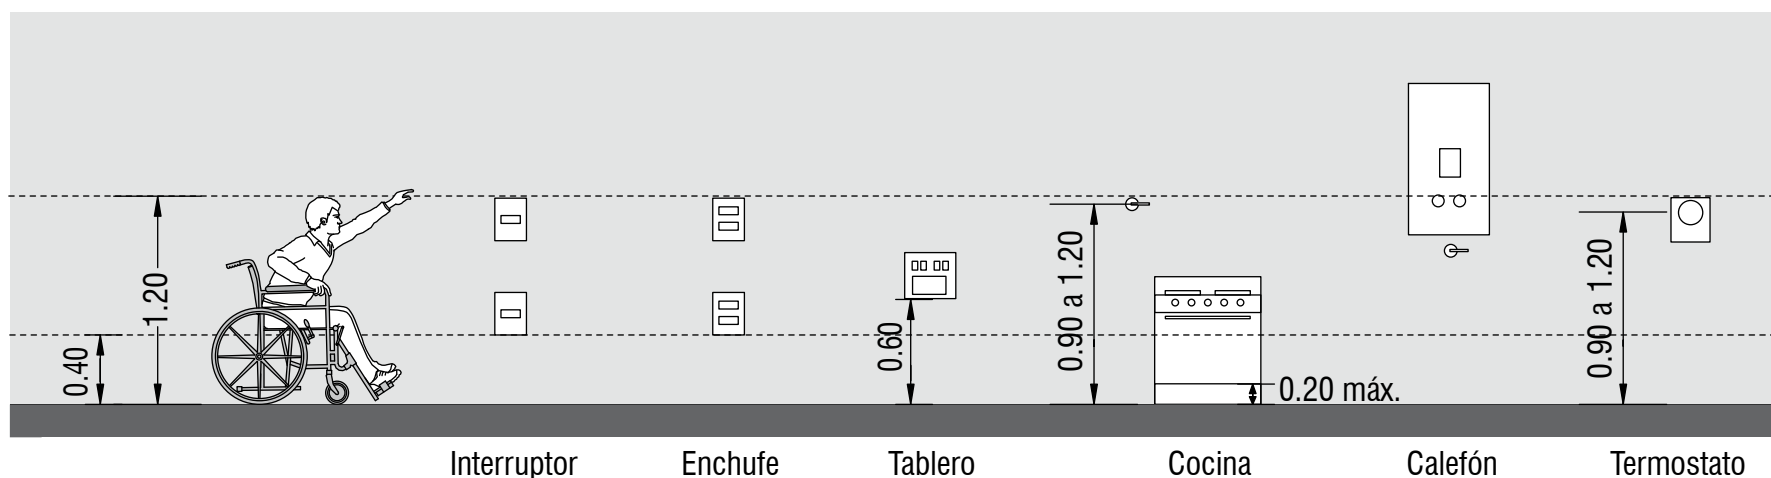 0.40
1.20
0.60
0.90 a 1.20
0.20 máx.
0.90 a 1.20
Interruptor
Enchufe
Tablero
Cocina
Calefón
Termostato